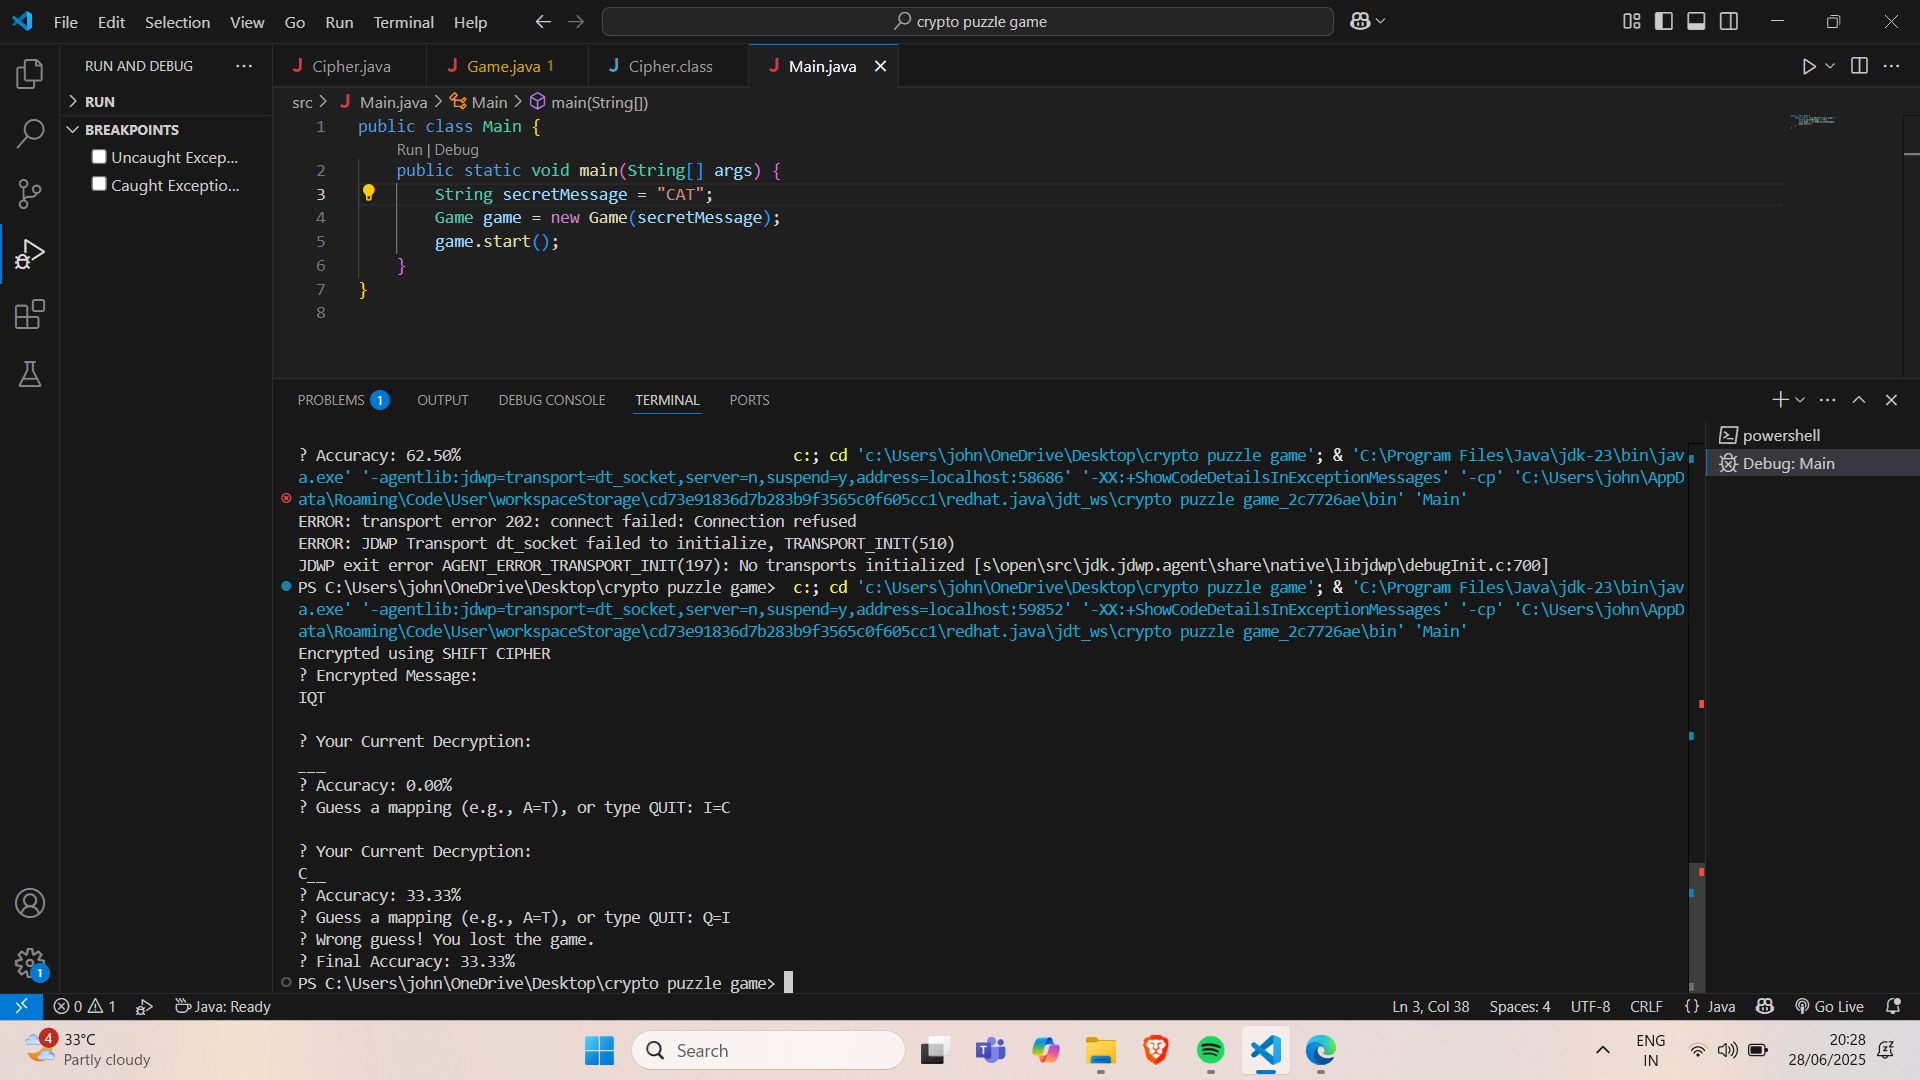 File Edit Selection View Go Run Terminal Help
crypto puzzle game
RUN AND DEBUG
RUN
BREAKPOINTS
Uncaught Excep...
Caught Exceptio...
Cipher.java
Game.java 1
Cipher.class
Main.java
src > Main.java > Main > main(String[])
1 public class Main {
Run | Debug
2 public static void main(String[] args) {
3 String secretMessage = "CAT";
4 Game game = new Game(secretMessage);
5 game.start();
6 }
7 }
8
PROBLEMS 1 OUTPUT DEBUG CONSOLE TERMINAL PORTS
? Accuracy: 62.50% c:; cd 'c:\Users\john\OneDrive\Desktop\crypto puzzle game'; & 'C:\Program Files\Java\jdk-23\bin\jav
a.exe' '-agentlib:jdwp=transport=dt_socket,server=n,suspend=y,address=localhost:58686' '-XX:+ShowCodeDetailsInExceptionMessages' '-cp' 'C:\Users\john\AppD
ata\Roaming\Code\User\workspaceStorage\cd73e91836d7b283b9f3565c0f605cc1\redhat.java\jdt_ws\crypto puzzle game_2c7726ae\bin' 'Main'
ERROR: transport error 202: connect failed: Connection refused
ERROR: JDWP Transport dt_socket failed to initialize, TRANSPORT_INIT(510)
JDWP exit error AGENT_ERROR_TRANSPORT_INIT(197): No transports initialized [s\open\src\jdk.jdwp.agent\share\native\libjdwp\debugInit.c:700]
PS C:\Users\john\OneDrive\Desktop\crypto puzzle game> c:; cd 'c:\Users\john\OneDrive\Desktop\crypto puzzle game'; & 'C:\Program Files\Java\jdk-23\bin\jav
a.exe' '-agentlib:jdwp=transport=dt_socket,server=n,suspend=y,address=localhost:59852' '-XX:+ShowCodeDetailsInExceptionMessages' '-cp' 'C:\Users\john\AppD
ata\Roaming\Code\User\workspaceStorage\cd73e91836d7b283b9f3565c0f605cc1\redhat.java\jdt_ws\crypto puzzle game_2c7726ae\bin' 'Main'
Encrypted using SHIFT CIPHER
? Encrypted Message:
IQT
? Your Current Decryption:
___
? Accuracy: 0.00%
? Guess a mapping (e.g., A=T), or type QUIT: I=C
? Your Current Decryption:
C__
? Accuracy: 33.33%
? Guess a mapping (e.g., A=T), or type QUIT: Q=I
? Wrong guess! You lost the game.
? Final Accuracy: 33.33%
PS C:\Users\john\OneDrive\Desktop\crypto puzzle game>
powershell
Debug: Main
1
0 1 Java: Ready
Ln 3, Col 38 Spaces: 4 UTF-8 CRLF {} Java Go Live
4
33°C
Partly cloudy
Search
ENG
IN
20:28
28/06/2025